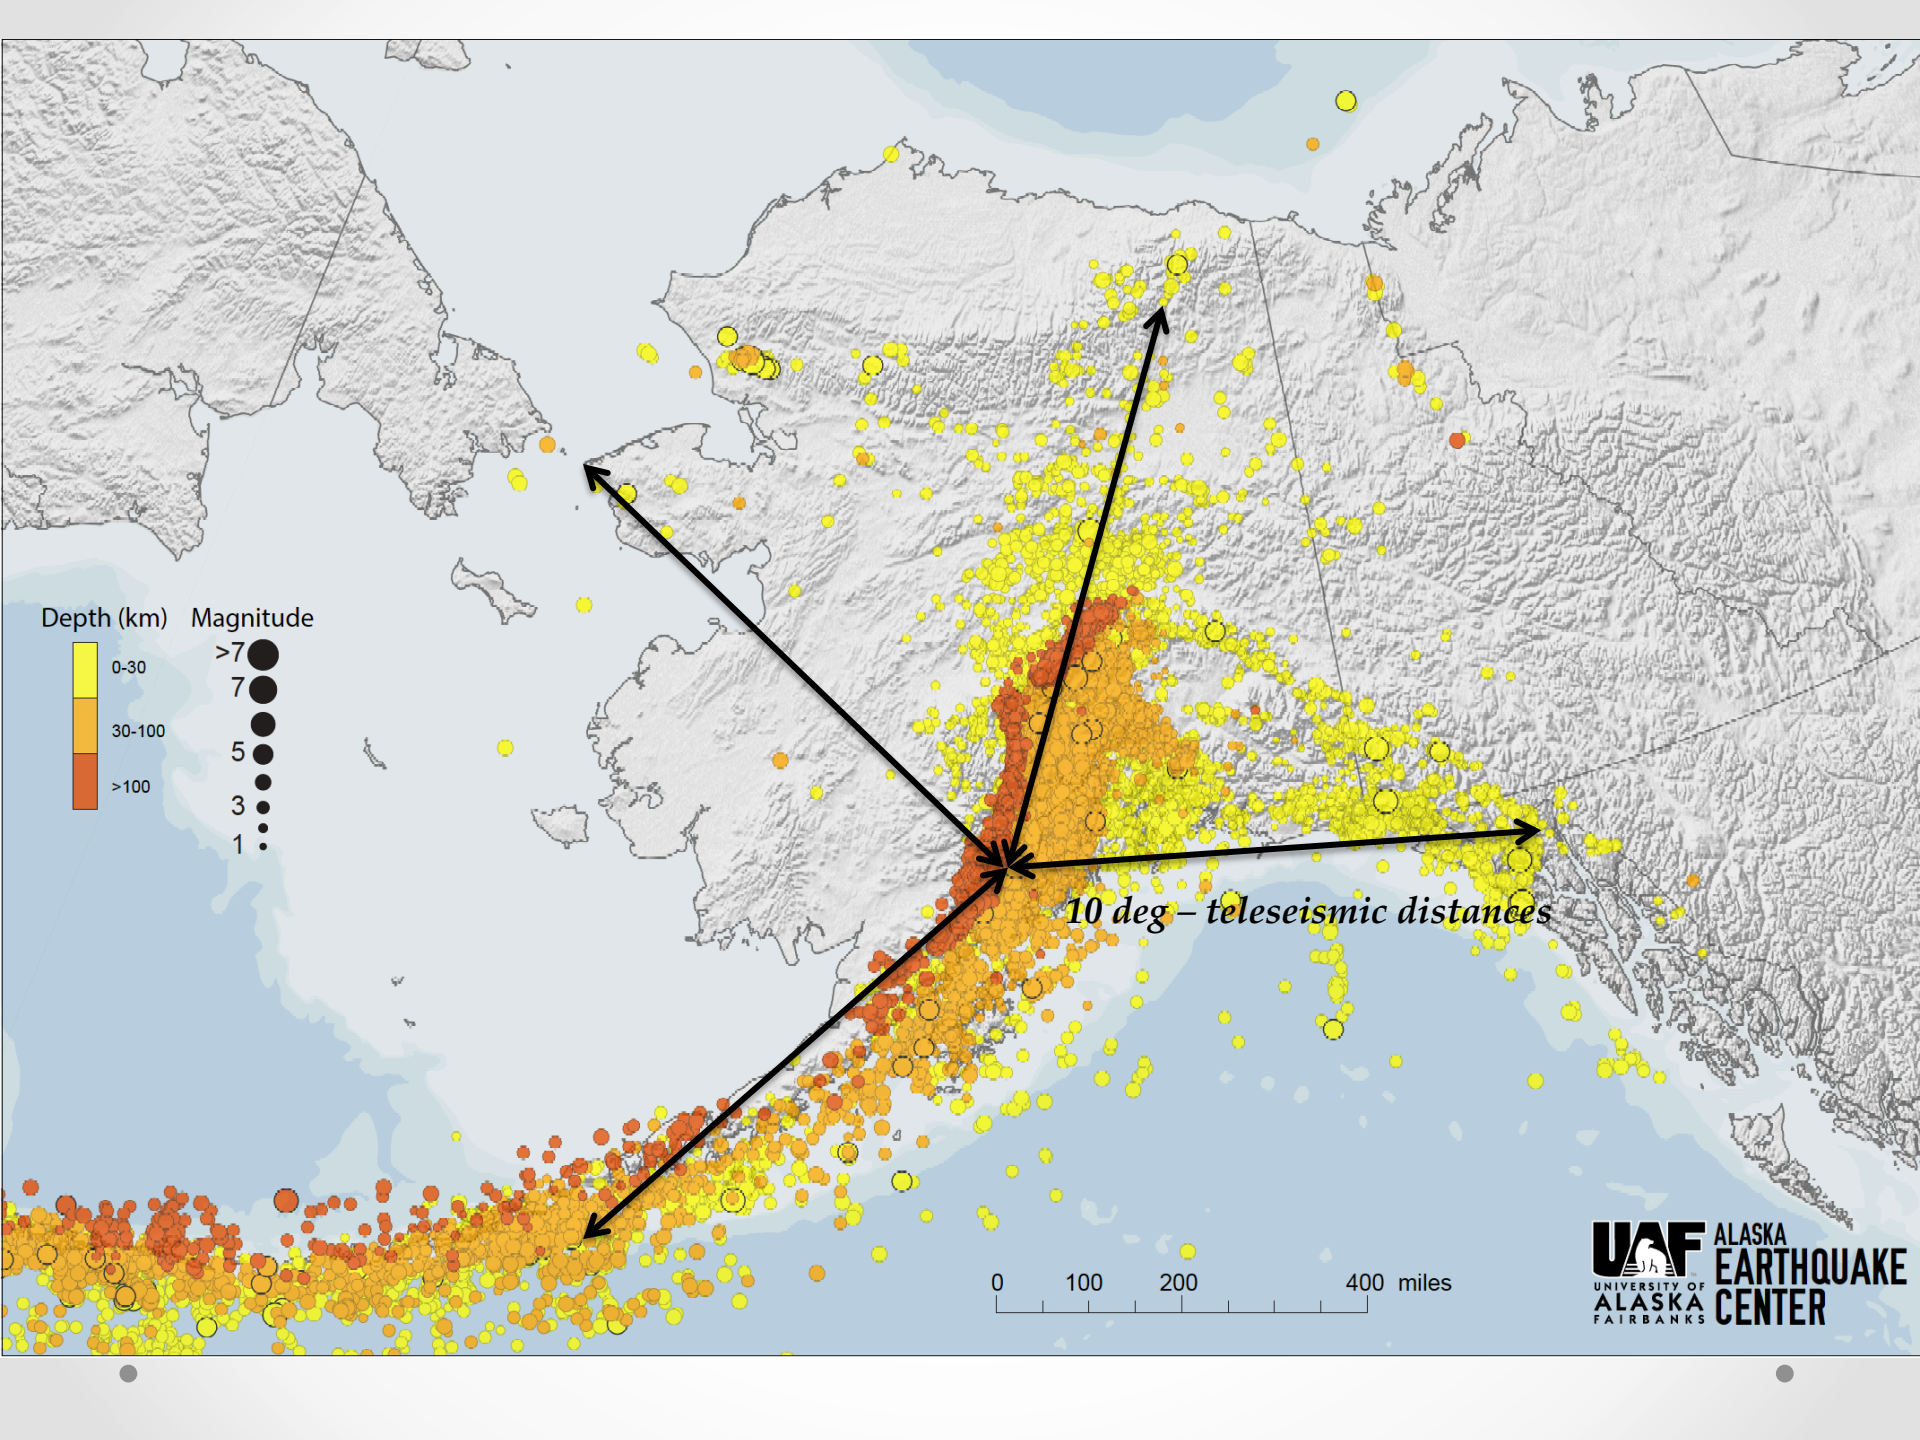 Depth (km)
0-30
30-100
>100
Magnitude
>7
7
5
3
1
10 deg – teleseismic distances
0 100 200 400 miles
UAF
UNIVERSITY OF
ALASKA
FAIRBANKS
ALASKA
EARTHQUAKE
CENTER